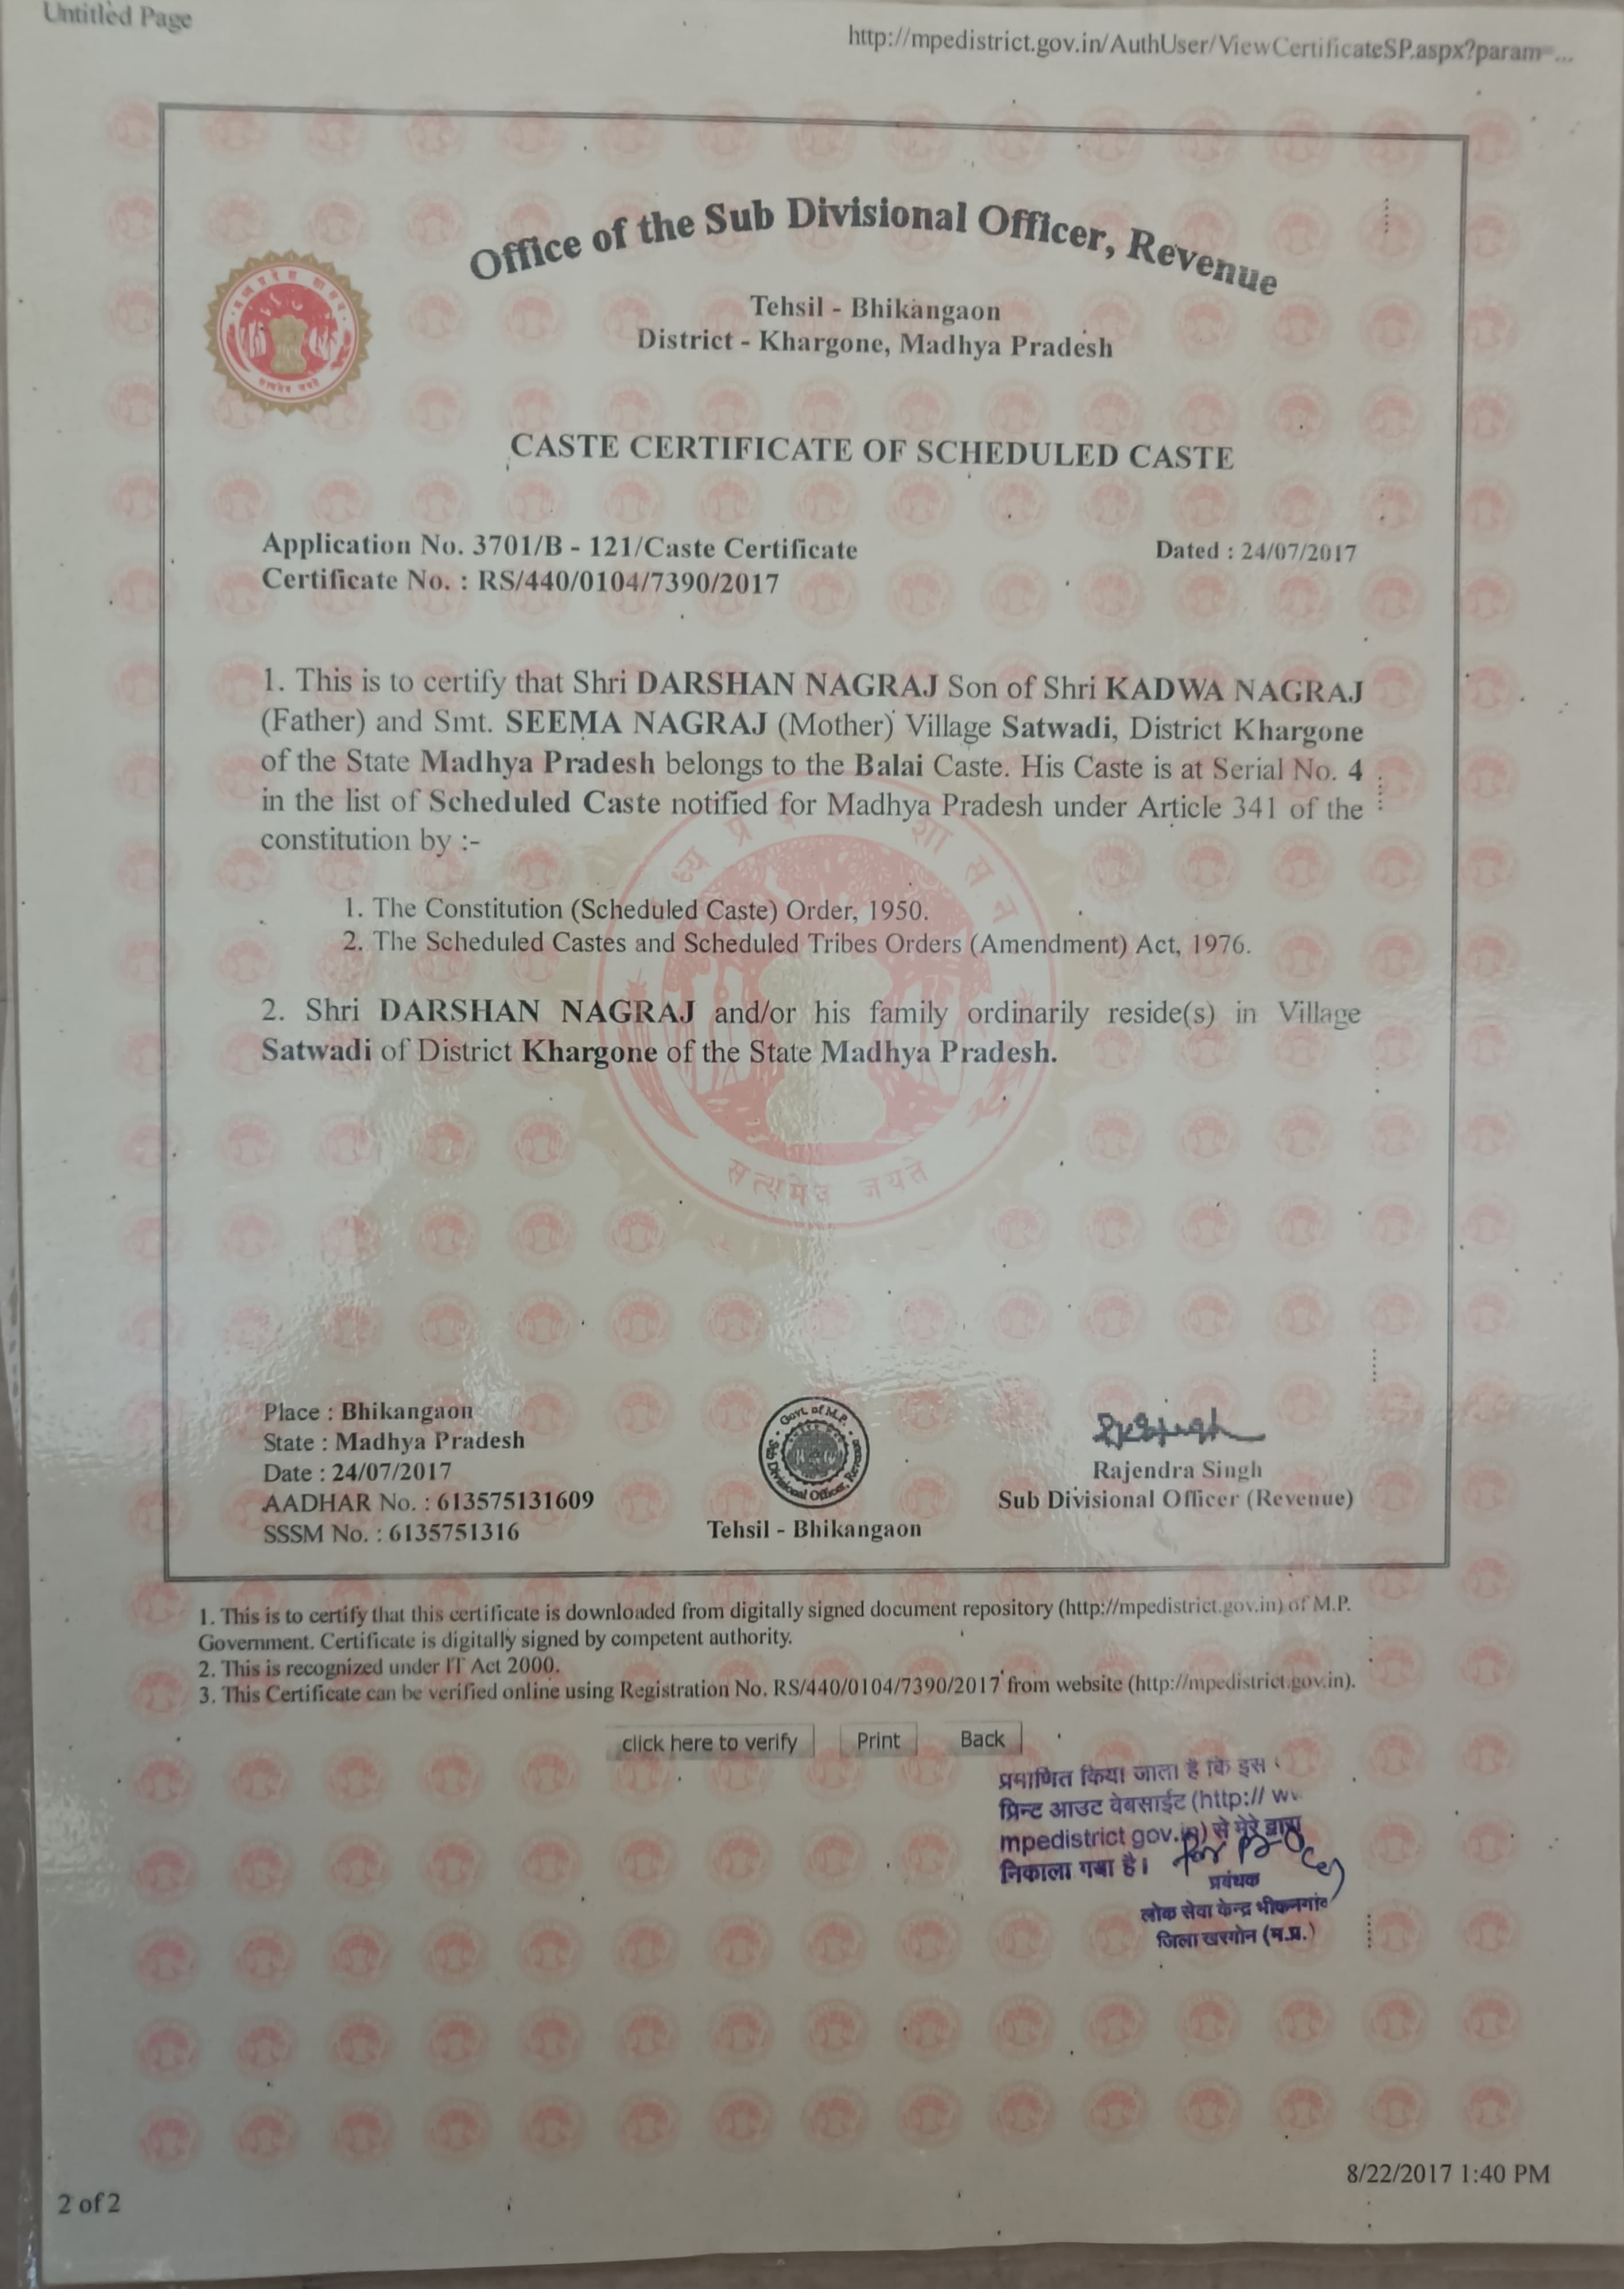 Untitled Page
http://mpedistrict.gov.in/AuthUser/ViewCertificateSP.aspx?param=...
Office of the Sub Divisional Officer, Revenue
Tehsil - Bhikangaon
District - Khargone, Madhya Pradesh
CASTE CERTIFICATE OF SCHEDULED CASTE
Application No. 3701/B - 121/Caste Certificate
Dated : 24/07/2017
Certificate No. : RS/440/0104/7390/2017
1. This is to certify that Shri DARSHAN NAGRAJ Son of Shri KADWA NAGRAJ
(Father) and Smt. SEEMA NAGRAJ (Mother) Village Satwadi, District Khargone
of the State Madhya Pradesh belongs to the Balai Caste. His Caste is at Serial No. 4
in the list of Scheduled Caste notified for Madhya Pradesh under Article 341 of the
constitution by :-
1. The Constitution (Scheduled Caste) Order, 1950.
2. The Scheduled Castes and Scheduled Tribes Orders (Amendment) Act, 1976.
2. Shri DARSHAN NAGRAJ and/or his family ordinarily reside(s) in Village
Satwadi of District Khargone of the State Madhya Pradesh.
सत्यमेव जयते
Place : Bhikangaon
State : Madhya Pradesh
Date : 24/07/2017
AADHAR No. : 613575131609
SSSM No. : 6135751316
Govt. of M.P.
Sub Divisional Officer, Revenue
Tehsil - Bhikangaon
Rajendra Singh
Sub Divisional Officer (Revenue)
1. This is to certify that this certificate is downloaded from digitally signed document repository (http://mpedistrict.gov.in) of M.P.
Government. Certificate is digitally signed by competent authority.
2. This is recognized under IT Act 2000.
3. This Certificate can be verified online using Registration No. RS/440/0104/7390/2017 from website (http://mpedistrict.gov.in).
click here to verify
Print
Back
प्रमाणित किया जाता है कि इस
प्रिन्ट आउट वेबसाईट (http://
mpedistrict gov.in) से मेरे द्वारा
निकाला गया है।
प्रबंधक
लोक सेवा केन्द्र भीकनगांव
जिला खरगोन (म.प्र.)
8/22/2017 1:40 PM
2 of 2